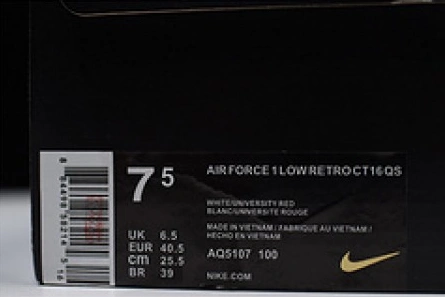 7 5
AIR FORCE 1 LOW RETRO CT16 QS
WHITE/UNIVERSITY RED
BLANC/UNIVERSITE ROUGE
MADE IN VIETNAM / FABRIQUE AU VIETNAM /
HECHO EN VIETNAM
UK 6.5
EUR 40.5
cm 25.5
BR 39
AQ5107 100
NIKE.COM